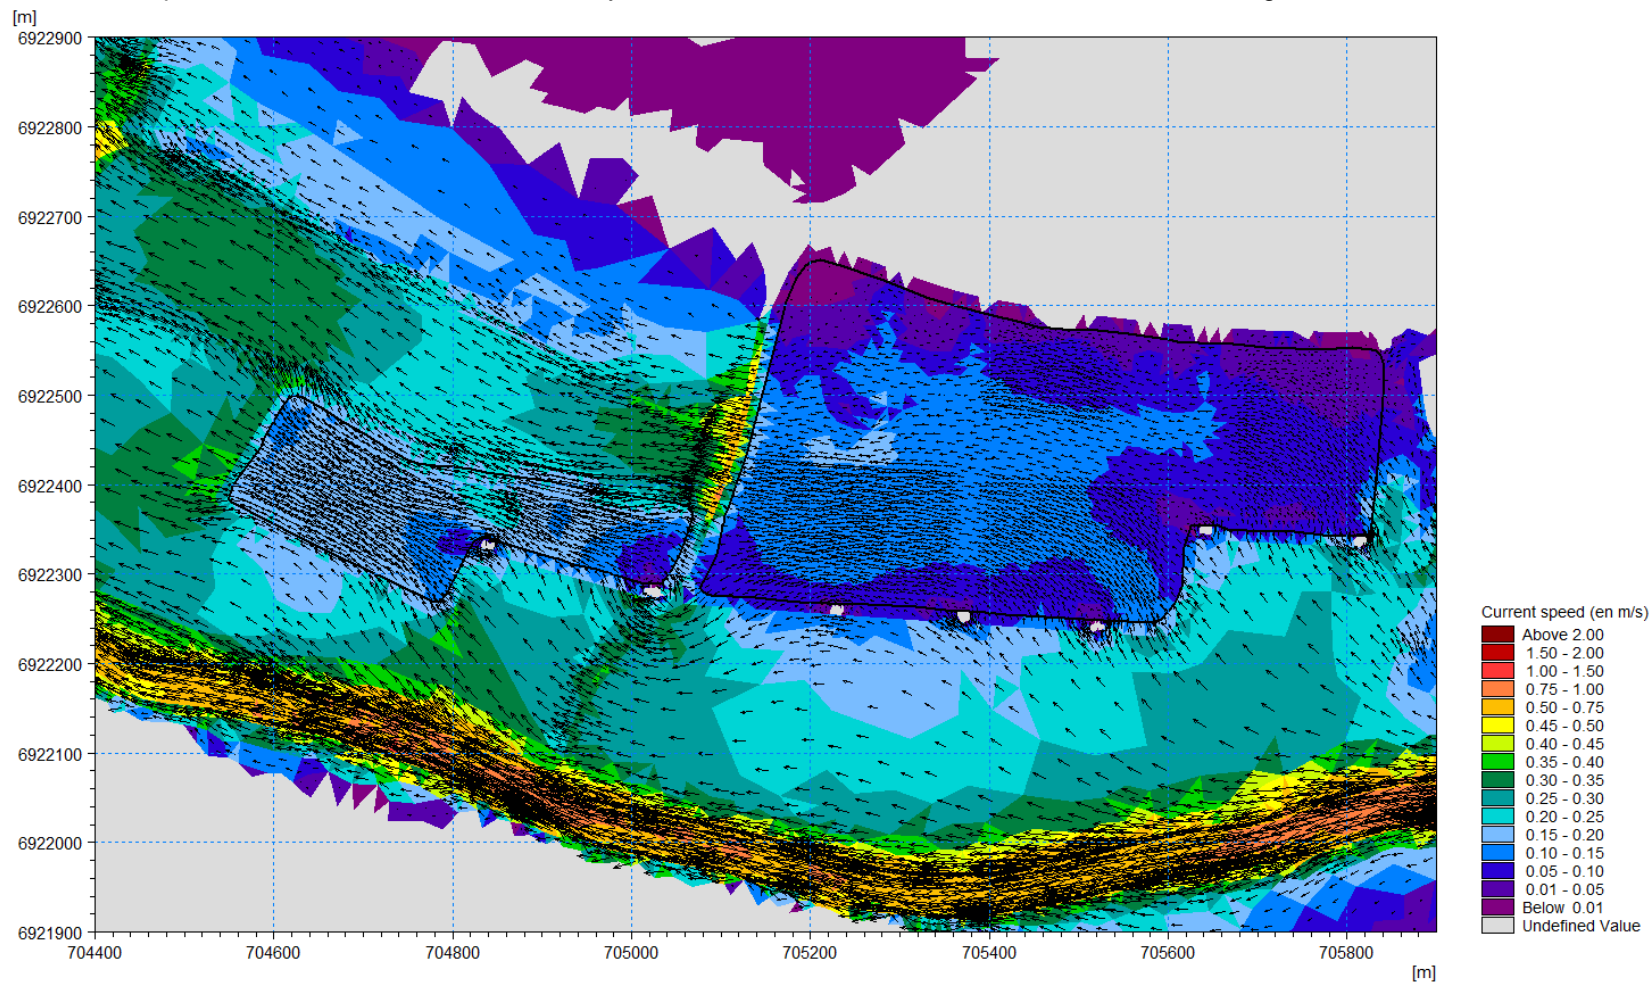 [m]
6922900
6922800
6922700
6922600
6922500
6922400
6922300
6922200
6922100
6922000
6921900
704400 704600 704800 705000 705200 705400 705600 705800
[m]
Current speed (en m/s)
Above 2.00
1.50 - 2.00
1.00 - 1.50
0.75 - 1.00
0.50 - 0.75
0.45 - 0.50
0.40 - 0.45
0.35 - 0.40
0.30 - 0.35
0.25 - 0.30
0.20 - 0.25
0.15 - 0.20
0.10 - 0.15
0.05 - 0.10
0.01 - 0.05
Below 0.01
Undefined Value